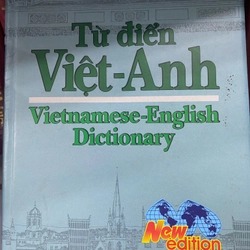 Từ điển
Việt-Anh
Vietnamese-English
Dictionary
New
edition